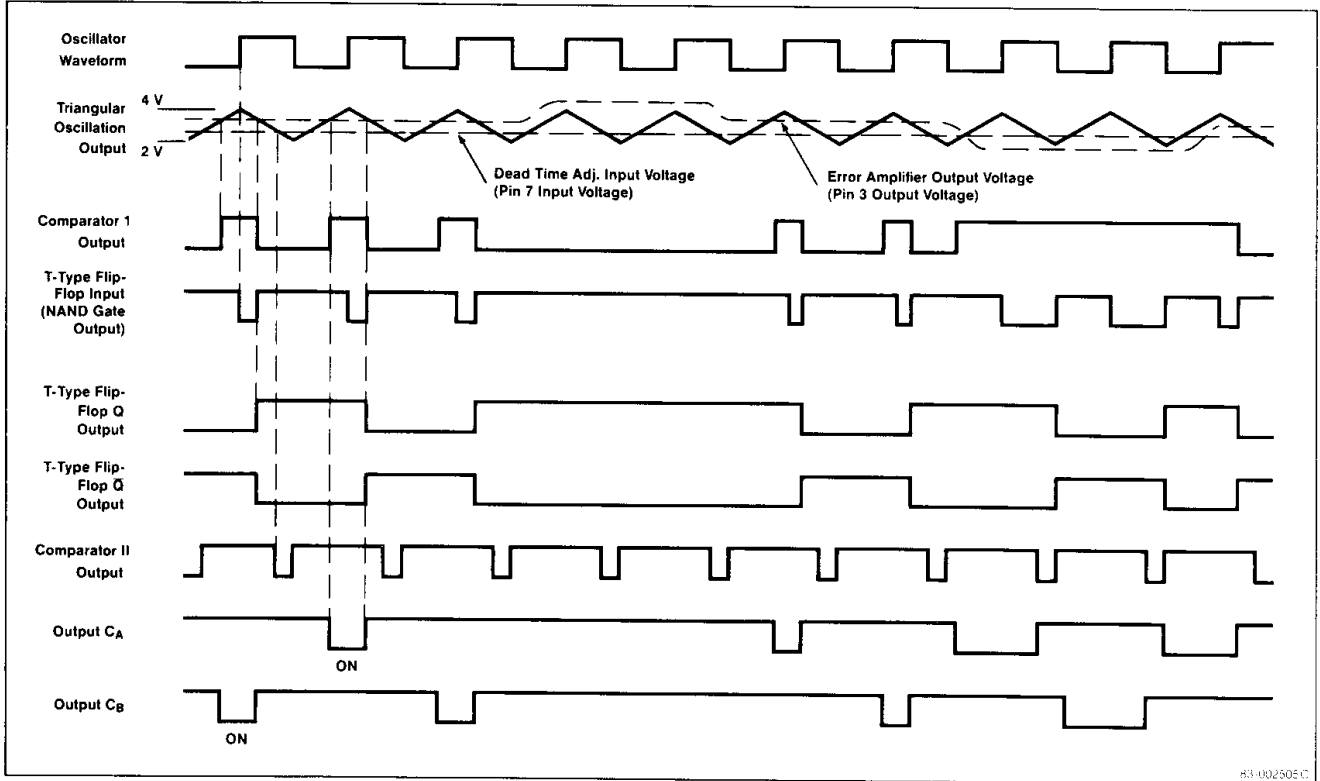 Oscillator
Waveform
Triangular
Oscillation
Output
4 V
2 V
Dead Time Adj. Input Voltage
(Pin 7 Input Voltage)
Error Amplifier Output Voltage
(Pin 3 Output Voltage)
Comparator 1
Output
T-Type Flip-
Flop Input
(NAND Gate
Output)
T-Type Flip-
Flop Q
Output
T-Type Flip-
Flop Q̅
Output
Comparator II
Output
Output CA
ON
Output CB
ON
83-002505C